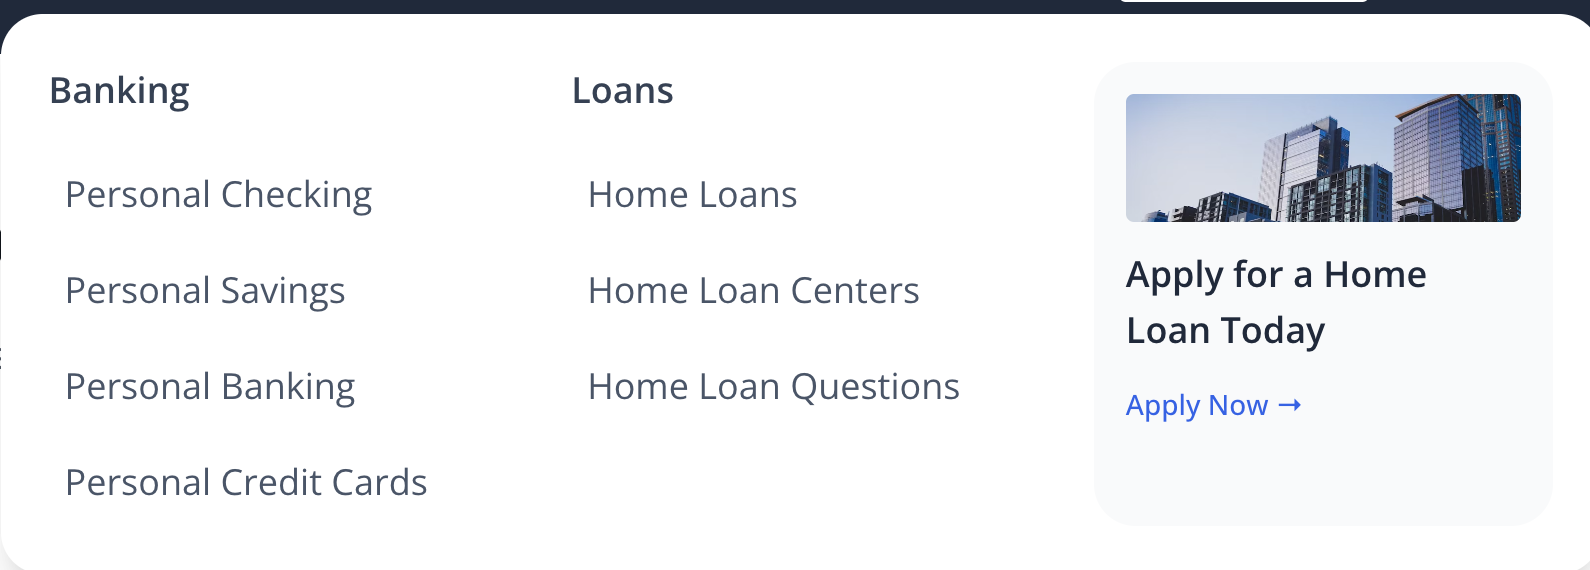 Banking
Personal Checking
Personal Savings
Personal Banking
Personal Credit Cards
Loans
Home Loans
Home Loan Centers
Home Loan Questions
Apply for a Home
Loan Today
Apply Now →